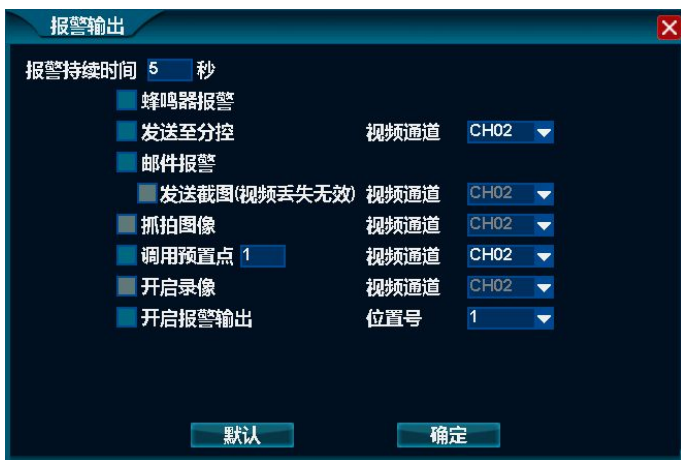 报警输出
报警持续时间 5 秒
蜂鸣器报警
发送至分控 视频通道 CH02
邮件报警
发送截图(视频丢失无效) 视频通道 CH02
抓拍图像 视频通道 CH02
调用预置点 1 视频通道 CH02
开启录像 视频通道 CH02
开启报警输出 位置号 1
默认 确定